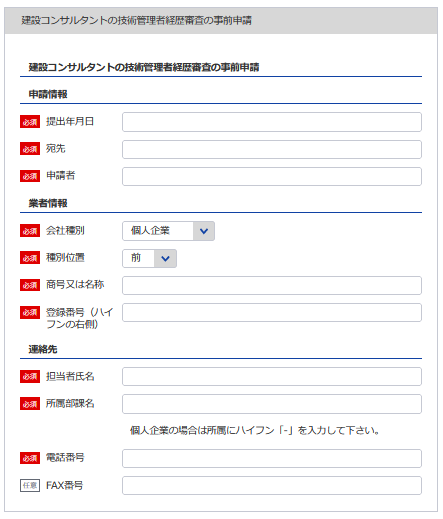 建設コンサルタントの技術管理者経歴審査の事前申請
建設コンサルタントの技術管理者経歴審査の事前申請
申請情報
必須 提出年月日
必須 宛先
必須 申請者
業者情報
必須 会社種別 個人企業
必須 種別位置 前
必須 商号又は名称
必須 登録番号（ハイ
フンの右側）
連絡先
必須 担当者氏名
必須 所属部課名
個人企業の場合は所属にハイフン「-」を入力して下さい。
必須 電話番号
任意 FAX番号